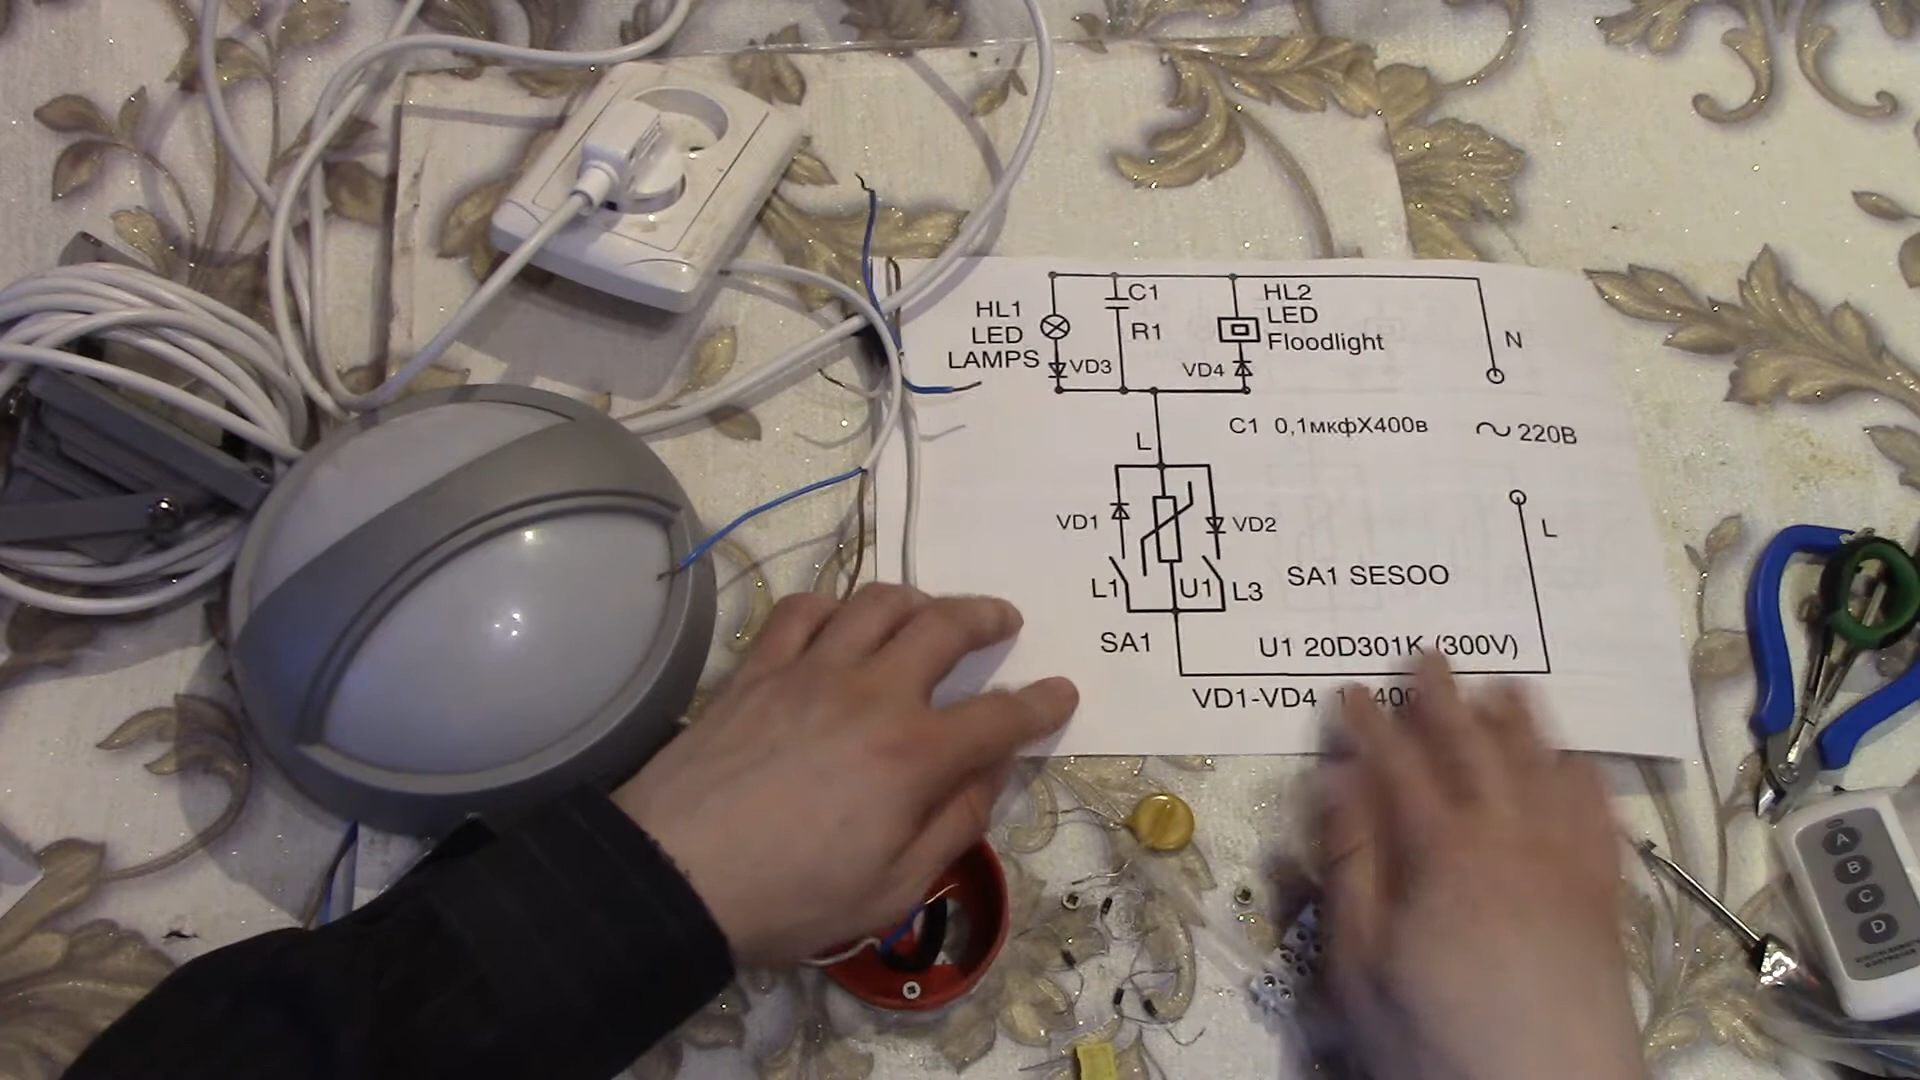 HL1
LED
LAMPS
VD3
C1
R1
HL2
LED
Floodlight
VD4
N
C1 0,1мкфX400в
220В
L
VD1
VD2
L1
U1
L3
SA1
SA1 SESOO
L
U1 20D301K (300V)
VD1-VD4
A
B
C
D